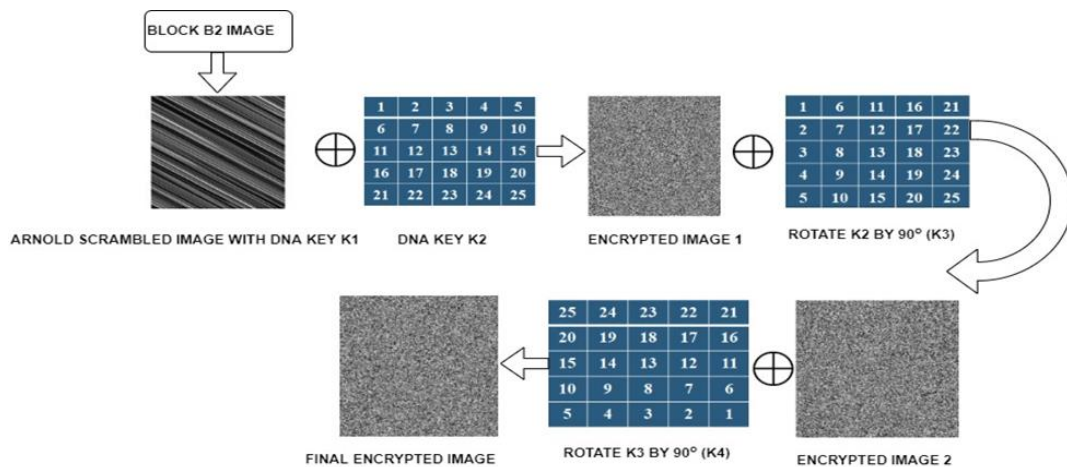 BLOCK B2 IMAGE
1 2 3 4 5
6 7 8 9 10
11 12 13 14 15
16 17 18 19 20
21 22 23 24 25
1 6 11 16 21
2 7 12 17 22
3 8 13 18 23
4 9 14 19 24
5 10 15 20 25
ARNOLD SCRAMBLED IMAGE WITH DNA KEY K1
DNA KEY K2
ENCRYPTED IMAGE 1
ROTATE K2 BY 90° (K3)
25 24 23 22 21
20 19 18 17 16
15 14 13 12 11
10 9 8 7 6
5 4 3 2 1
FINAL ENCRYPTED IMAGE
ROTATE K3 BY 90° (K4)
ENCRYPTED IMAGE 2